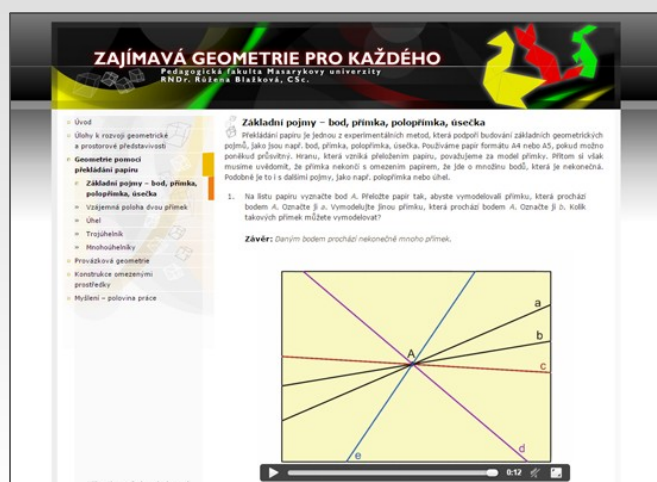 ZAJÍMAVÁ GEOMETRIE PRO KAŽDÉHO
Pedagogická fakulta Masarykovy univerzity
RNDr. Růžena Blažková, CSc.
Úvod
Úlohy k rozvoji geometrické
a prostorové představivosti
Geometrie pomocí
překládání papíru
Základní pojmy – bod, přímka,
polopřímka, úsečka
Vzájemná poloha dvou přímek
Úhel
Trojúhelník
Mnohoúhelníky
Provázková geometrie
Konstrukce omezenými
prostředky
Myšlení – polovina práce
Základní pojmy – bod, přímka, polopřímka, úsečka
Překládání papíru je jednou z experimentálních metod, která podpoří budování základních geometrických
pojmů, jako jsou např. bod, přímka, polopřímka, úsečka. Používáme papír formátu A4 nebo A5, pokud možno
poněkud průsvitný. Hranu, která vzniká přeložením papíru, považujeme za model přímky. Přitom si však
musíme uvědomit, že přímka nekončí s omezením papírem, že jde o množinu bodů, která je nekonečná.
Podobně je to i s dalšími pojmy, jako např. polopřímka nebo úhel.
1. Na listu papíru vyznačte bod A. Přeložte papír tak, abyste vymodelovali přímku, která prochází
bodem A. Označte ji a. Vymodelujte jinou přímku, která prochází bodem A. Označte ji b. Kolik
takových přímek můžete vymodelovat?
Závěr: Daným bodem prochází nekonečně mnoho přímek.
a
b
A
c
d
e
0:12